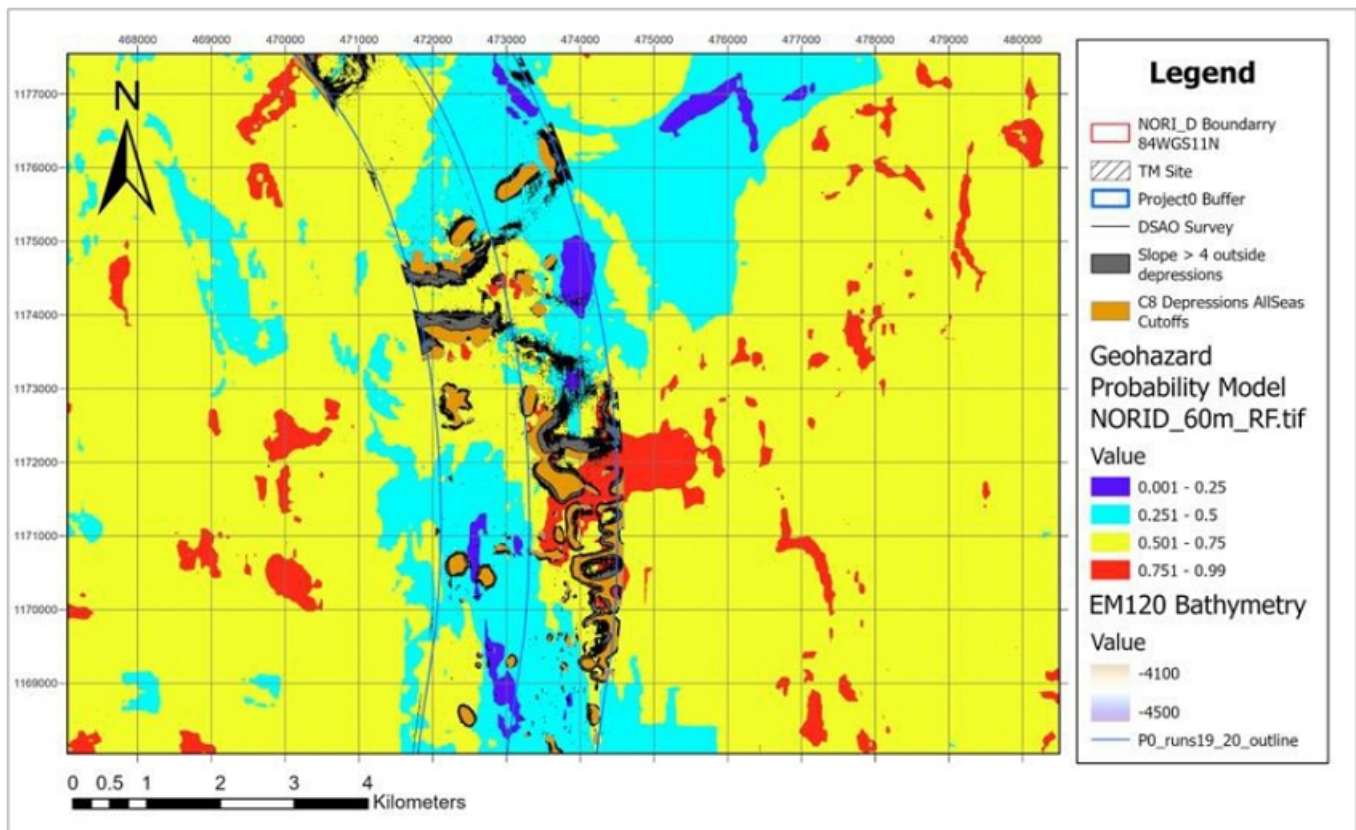 468000 469000 470000 471000 472000 473000 474000 475000 476000 477000 478000 479000 480000
1177000
1176000
1175000
1174000
1173000
1172000
1171000
1170000
1169000
N
0 0.5 1 2 3 4
Kilometers
Legend
NORI_D Boundarry
84WGS11N
TM Site
Project0 Buffer
DSAO Survey
Slope > 4 outside
depressions
C8 Depressions AllSeas
Cutoffs
Geohazard
Probability Model
NORID_60m_RF.tif
Value
0.001 - 0.25
0.251 - 0.5
0.501 - 0.75
0.751 - 0.99
EM120 Bathymetry
Value
-4100
-4500
P0_runs19_20_outline